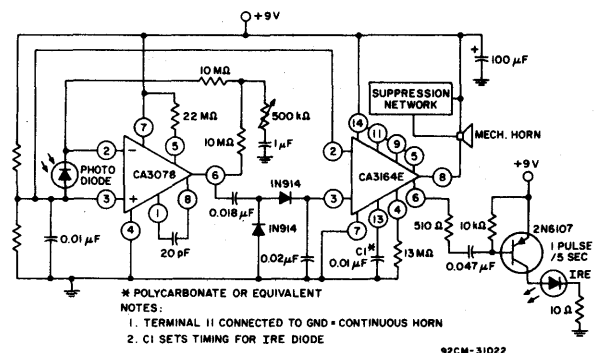 +9V
10 MΩ
22 MΩ
500 kΩ
10 MΩ
1 µF
+
100 µF
SUPPRESSION
NETWORK
MECH. HORN
PHOTO
DIODE
2
−
7
5
CA3078
3
+
6
4
1
8
0.01 µF
20 pF
0.018 µF
IN914
IN914
0.02 µF
14
11
9
5
2
CA3164E
8
3
7
13
4
6
C1*
0.01 µF
13 MΩ
510 Ω
10 kΩ
0.047 µF
+9V
2N6107
1 PULSE
/5 SEC
IRE
10 Ω
* POLYCARBONATE OR EQUIVALENT
NOTES:
1. TERMINAL 11 CONNECTED TO GND = CONTINUOUS HORN
2. C1 SETS TIMING FOR IRE DIODE
92CM-31022